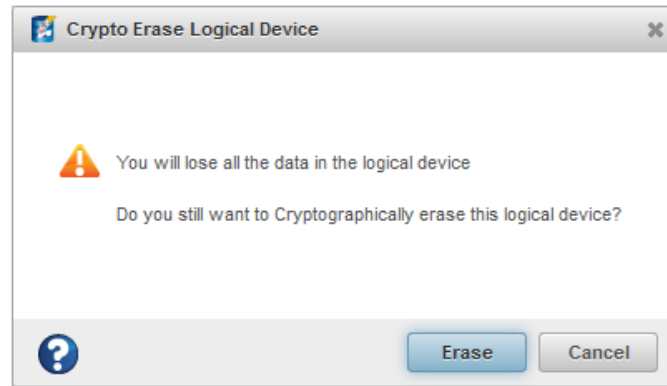 Crypto Erase Logical Device
You will lose all the data in the logical device
Do you still want to Cryptographically erase this logical device?
?
Erase
Cancel